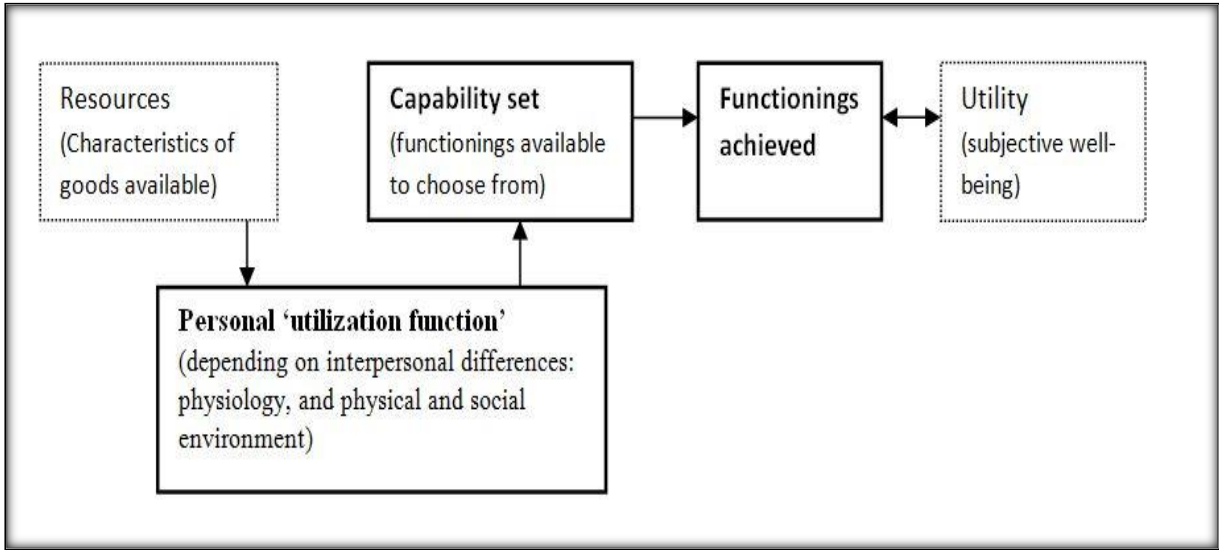 Resources
(Characteristics of
goods available)
Capability set
(functionings available
to choose from)
Functionings
achieved
Utility
(subjective well-
being)
Personal ‘utilization function’
(depending on interpersonal differences:
physiology, and physical and social
environment)